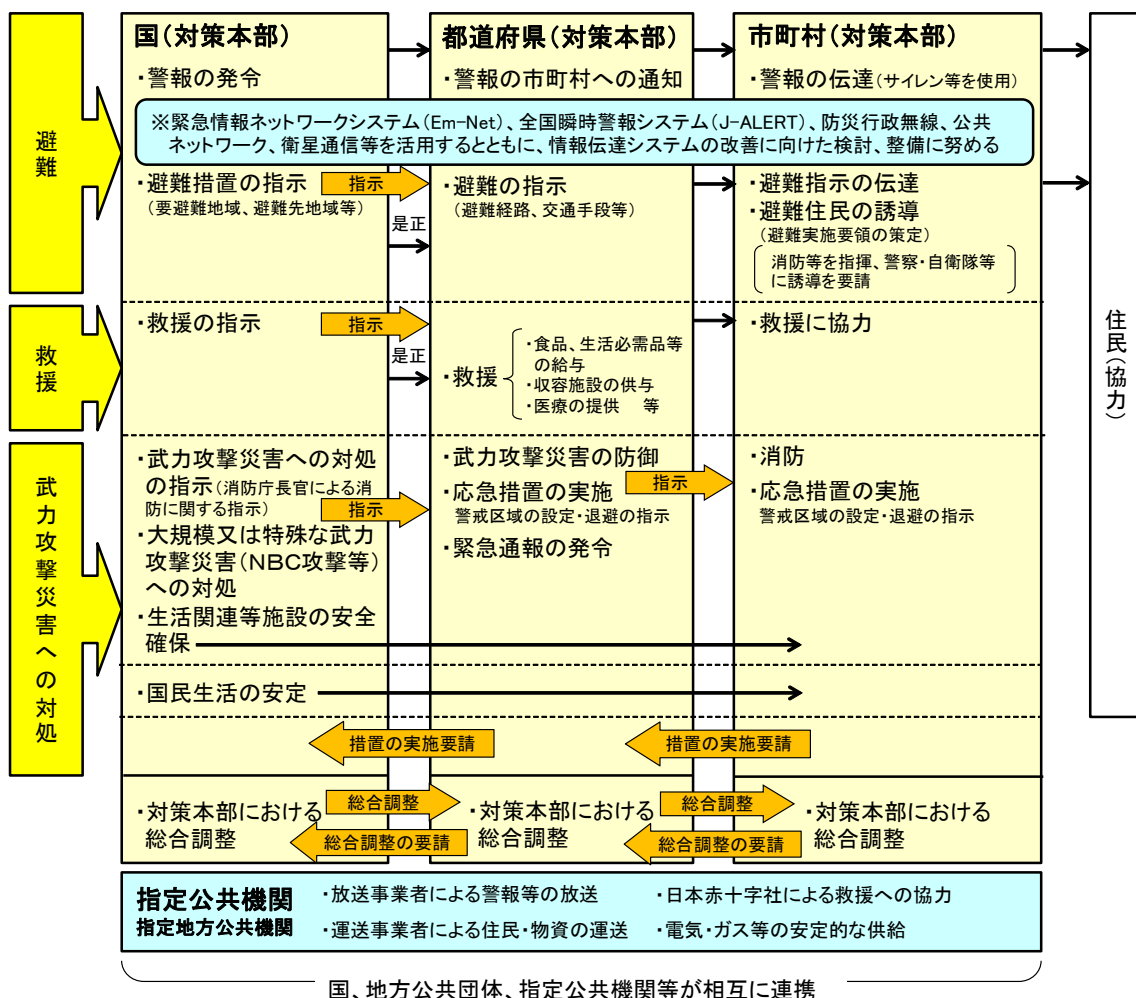 国(対策本部)
都道府県(対策本部)
市町村(対策本部)
避難
・警報の発令
・警報の市町村への通知
・警報の伝達(サイレン等を使用)
※緊急情報ネットワークシステム(Em-Net)、全国瞬時警報システム(J-ALERT)、防災行政無線、公共
ネットワーク、衛星通信等を活用するとともに、情報伝達システムの改善に向けた検討、整備に努める
・避難措置の指示
(要避難地域、避難先地域等)
指示
是正
・避難の指示
(避難経路、交通手段等)
・避難指示の伝達
・避難住民の誘導
(避難実施要領の策定)
消防等を指揮、警察・自衛隊等
に誘導を要請
救援
・救援の指示
指示
是正
・救援
・食品、生活必需品等
の給与
・収容施設の供与
・医療の提供 等
・救援に協力
武力攻撃災害への対処
・武力攻撃災害への対処
の指示(消防庁長官による消
防に関する指示)
指示
・大規模又は特殊な武力
攻撃災害(NBC攻撃等)
への対処
・生活関連等施設の安全
確保
・武力攻撃災害の防御
・応急措置の実施
警戒区域の設定・退避の指示
・緊急通報の発令
指示
・消防
・応急措置の実施
警戒区域の設定・退避の指示
・国民生活の安定
措置の実施要請
措置の実施要請
・対策本部における
総合調整
総合調整
総合調整の要請
・対策本部における
総合調整
総合調整
総合調整の要請
・対策本部における
総合調整
住民(協力)
指定公共機関
指定地方公共機関
・放送事業者による警報等の放送
・日本赤十字社による救援への協力
・運送事業者による住民・物資の運送
・電気・ガス等の安定的な供給
国、地方公共団体、指定公共機関等が相互に連携